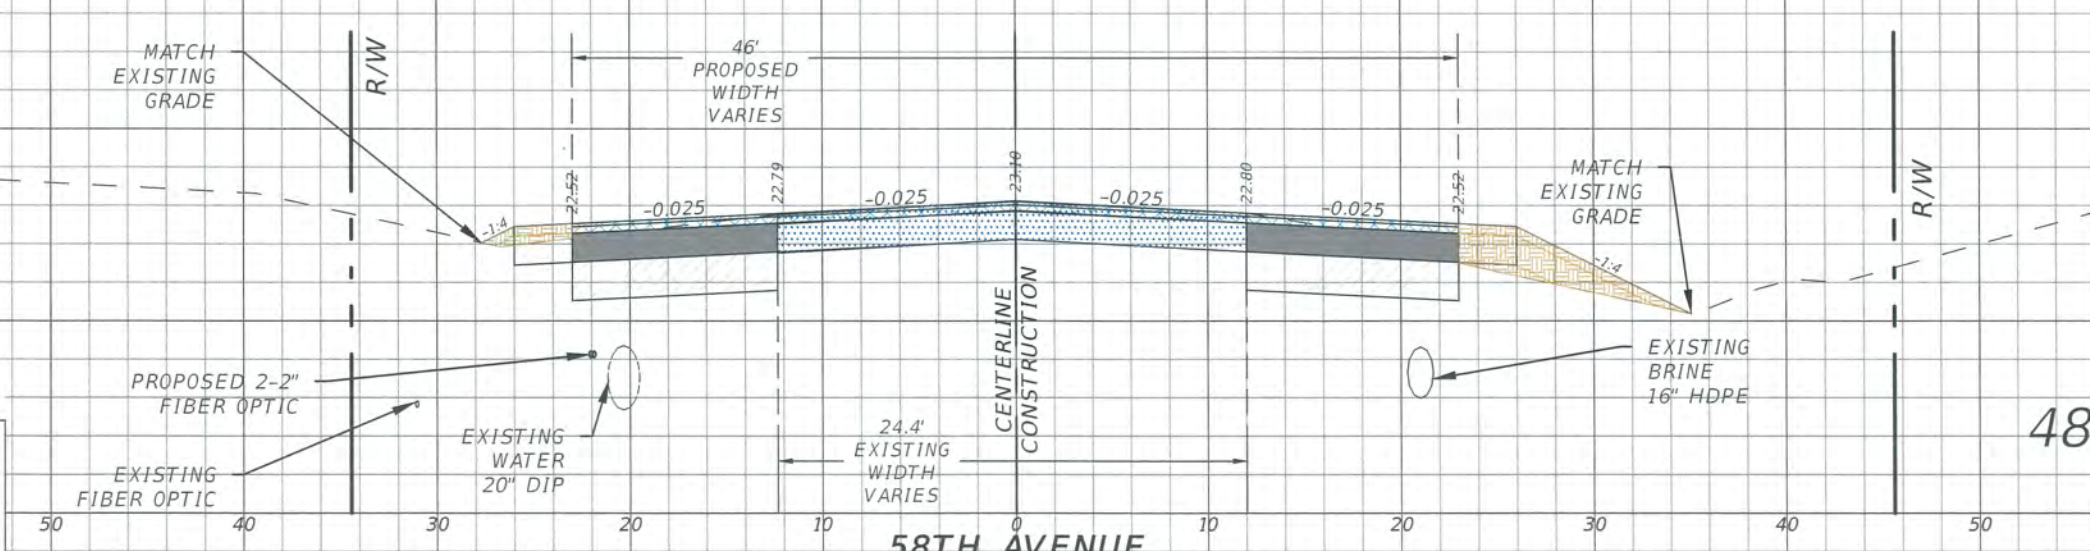 MATCH
EXISTING
GRADE
R/W
46'
PROPOSED
WIDTH
VARIES
22.52
-0.025
22.79
-0.025
23.10
-0.025
22.80
-0.025
22.52
MATCH
EXISTING
GRADE
R/W
-1:4
-1:4
PROPOSED 2-2"
FIBER OPTIC
EXISTING
FIBER OPTIC
EXISTING
WATER
20" DIP
24.4'
EXISTING
WIDTH
VARIES
CENTERLINE
CONSTRUCTION
EXISTING
BRINE
16" HDPE
48
50 40 30 20 10 0 10 20 30 40 50
58TH AVENUE